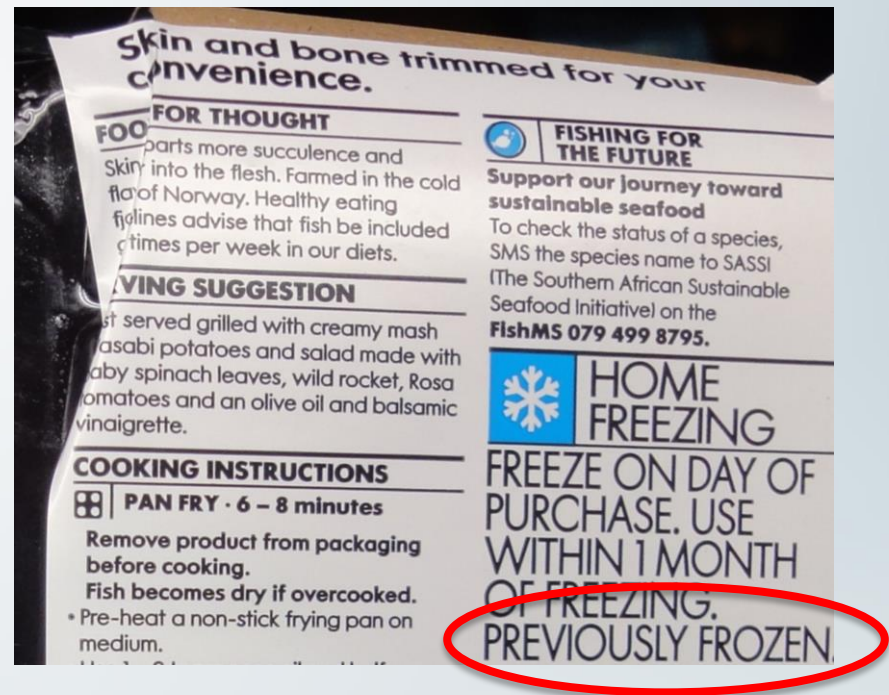 Skin and bone trimmed for your
convenience.
FOO FOR THOUGHT
parts more succulence and
Skin into the flesh. Farmed in the cold
of Norway. Healthy eating
lines advise that fish be included
times per week in our diets.
VING SUGGESTION
st served grilled with creamy mash
asabi potatoes and salad made with
aby spinach leaves, wild rocket, Rosa
omatoes and an olive oil and balsamic
vinaigrette.
COOKING INSTRUCTIONS
PAN FRY · 6 – 8 minutes
Remove product from packaging
before cooking.
Fish becomes dry if overcooked.
• Pre-heat a non-stick frying pan on
medium.
FISHING FOR
THE FUTURE
Support our journey toward
sustainable seafood
To check the status of a species,
SMS the species name to SASSI
(The Southern African Sustainable
Seafood Initiative) on the
FishMS 079 499 8795.
HOME
FREEZING
FREEZE ON DAY OF
PURCHASE. USE
WITHIN 1 MONTH
OF FREEZING.
PREVIOUSLY FROZEN.